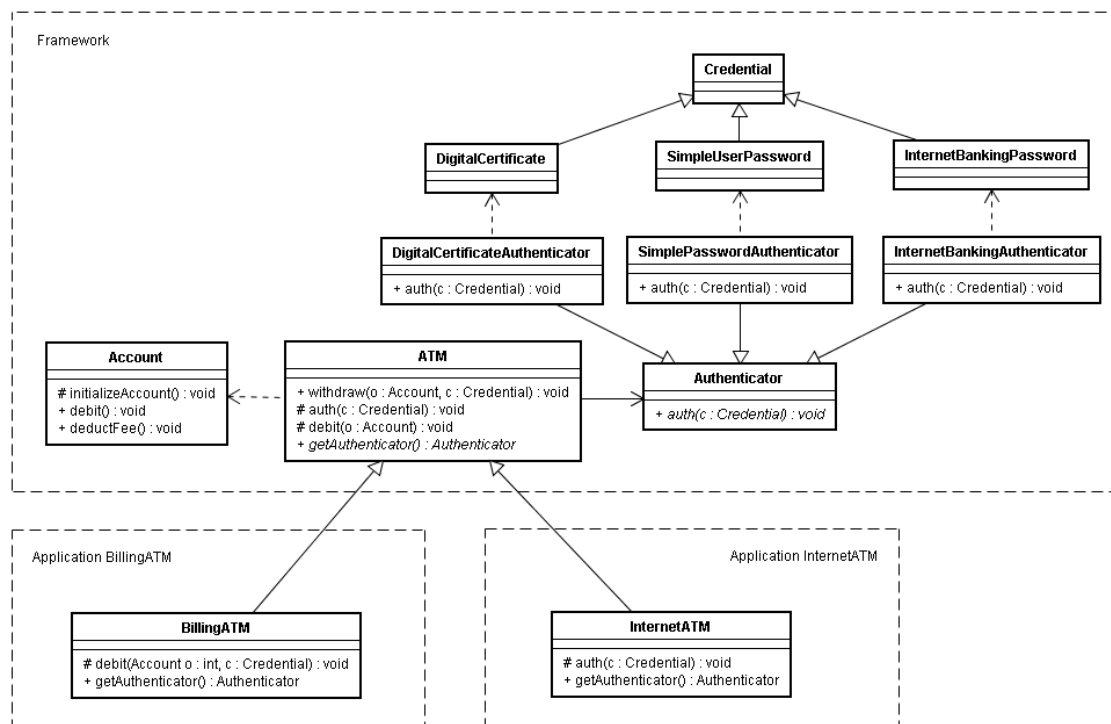 Framework
Credential
DigitalCertificate
SimpleUserPassword
InternetBankingPassword
DigitalCertificateAuthenticator
+ auth(c : Credential) : void
SimplePasswordAuthenticator
+ auth(c : Credential) : void
InternetBankingAuthenticator
+ auth(c : Credential) : void
Account
# initializeAccount() : void
+ debit() : void
+ deductFee() : void
ATM
+ withdraw(o : Account, c : Credential) : void
# auth(c : Credential) : void
# debit(o : Account) : void
+ getAuthenticator() : Authenticator
Authenticator
+ auth(c : Credential) : void
Application BillingATM
BillingATM
# debit(Account o : int, c : Credential) : void
+ getAuthenticator() : Authenticator
Application InternetATM
InternetATM
# auth(c : Credential) : void
+ getAuthenticator() : Authenticator